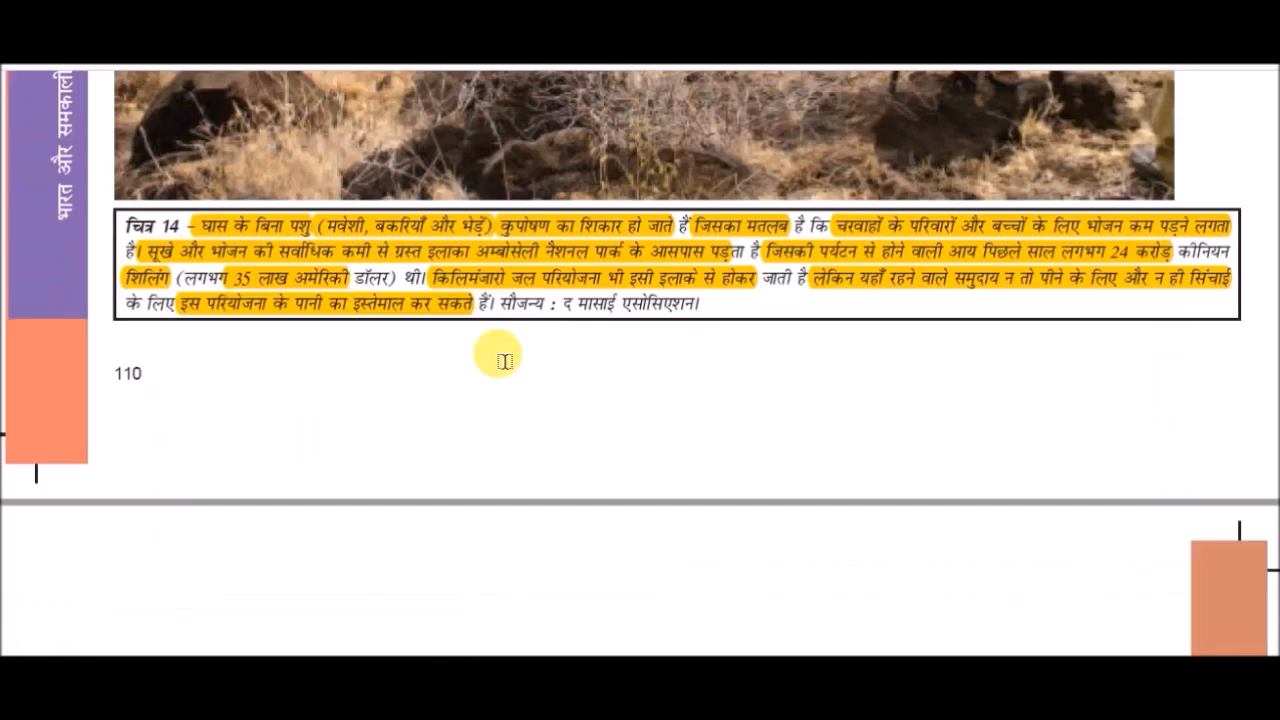 भारत और समकाली
चित्र 14 – घास के बिना पशु (मवेशी, बकरियाँ और भेड़ें) कुपोषण का शिकार हो जाते हैं जिसका मतलब है कि चरवाहों के परिवारों और बच्चों के लिए भोजन कम पड़ने लगता
है। सूखे और भोजन की सर्वाधिक कमी से ग्रस्त इलाका अम्बोसेली नैशनल पार्क के आसपास पड़ता है जिसकी पर्यटन से होने वाली आय पिछले साल लगभग 24 करोड़ कीनियन
शिलिंग (लगभग 35 लाख अमेरिकी डॉलर) थी। किलिमंजारो जल परियोजना भी इसी इलाके से होकर जाती है लेकिन यहाँ रहने वाले समुदाय न तो पीने के लिए और न ही सिंचाई
के लिए इस परियोजना के पानी का इस्तेमाल कर सकते हैं। सौजन्य : द मासाई एसोसिएशन।
110